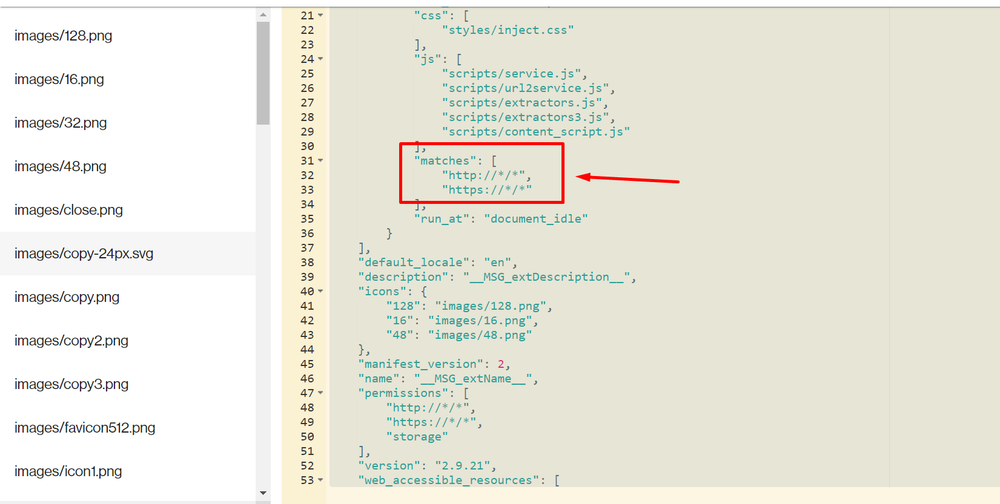 images/128.png
images/16.png
images/32.png
images/48.png
images/close.png
images/copy-24px.svg
images/copy.png
images/copy2.png
images/copy3.png
images/favicon512.png
images/icon1.png
21 "css": [
22 "styles/inject.css"
23 ],
24 "js": [
25 "scripts/service.js",
26 "scripts/url2service.js",
27 "scripts/extractors.js",
28 "scripts/extractors3.js",
29 "scripts/content_script.js"
30 ],
31 "matches": [
32 "http://*/*",
33 "https://*/*"
34 ],
35 "run_at": "document_idle"
36 }
37 ],
38 "default_locale": "en",
39 "description": "__MSG_extDescription__",
40 "icons": {
41 "128": "images/128.png",
42 "16": "images/16.png",
43 "48": "images/48.png"
44 },
45 "manifest_version": 2,
46 "name": "__MSG_extName__",
47 "permissions": [
48 "http://*/*",
49 "https://*/*",
50 "storage"
51 ],
52 "version": "2.9.21",
53 "web_accessible_resources": [